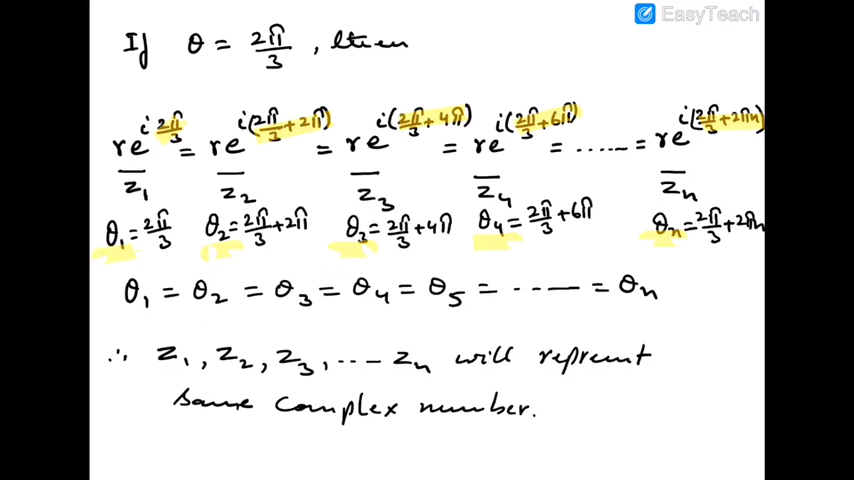 EasyTeach
If θ = 2π/3 , then
re^{i 2π/3} = re^{i(2π/3 + 2π)} = re^{i(2π/3 + 4π)} = re^{i(2π/3 + 6π)} = ...... = re^{i(2π/3 + 2πn)}
z₁ z₂ z₃ z₄ zₙ
θ₁ = 2π/3 θ₂ = 2π/3 + 2π θ₃ = 2π/3 + 4π θ₄ = 2π/3 + 6π θₙ = 2π/3 + 2πn
θ₁ = θ₂ = θ₃ = θ₄ = θ₅ = ...... = θₙ
∴ z₁, z₂, z₃, .... zₙ will reprent
same complex number.